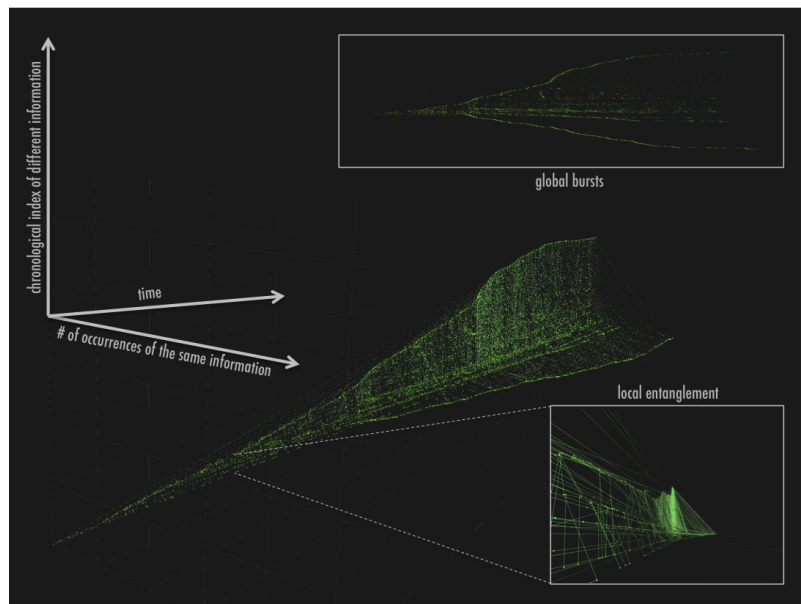 chronological index of different information
time
# of occurrences of the same information
global bursts
local entanglement